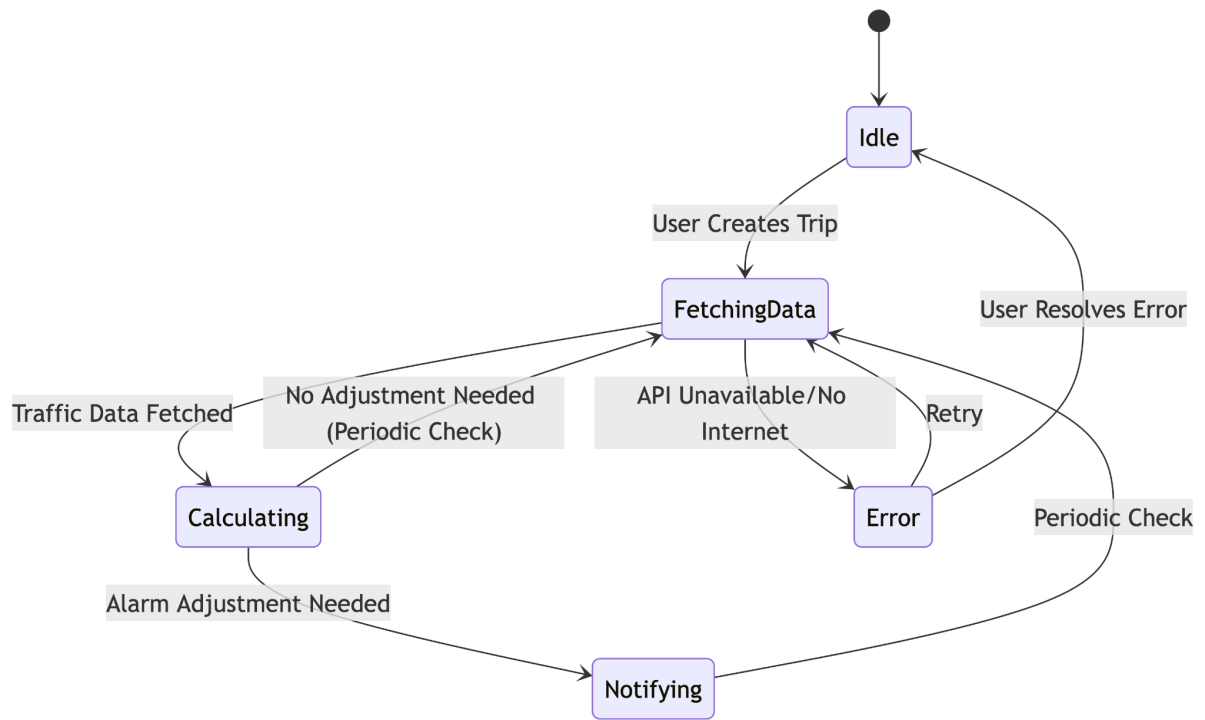 Idle
User Creates Trip
FetchingData
User Resolves Error
Traffic Data Fetched
No Adjustment Needed
(Periodic Check)
API Unavailable/No
Internet
Retry
Calculating
Error
Periodic Check
Alarm Adjustment Needed
Notifying